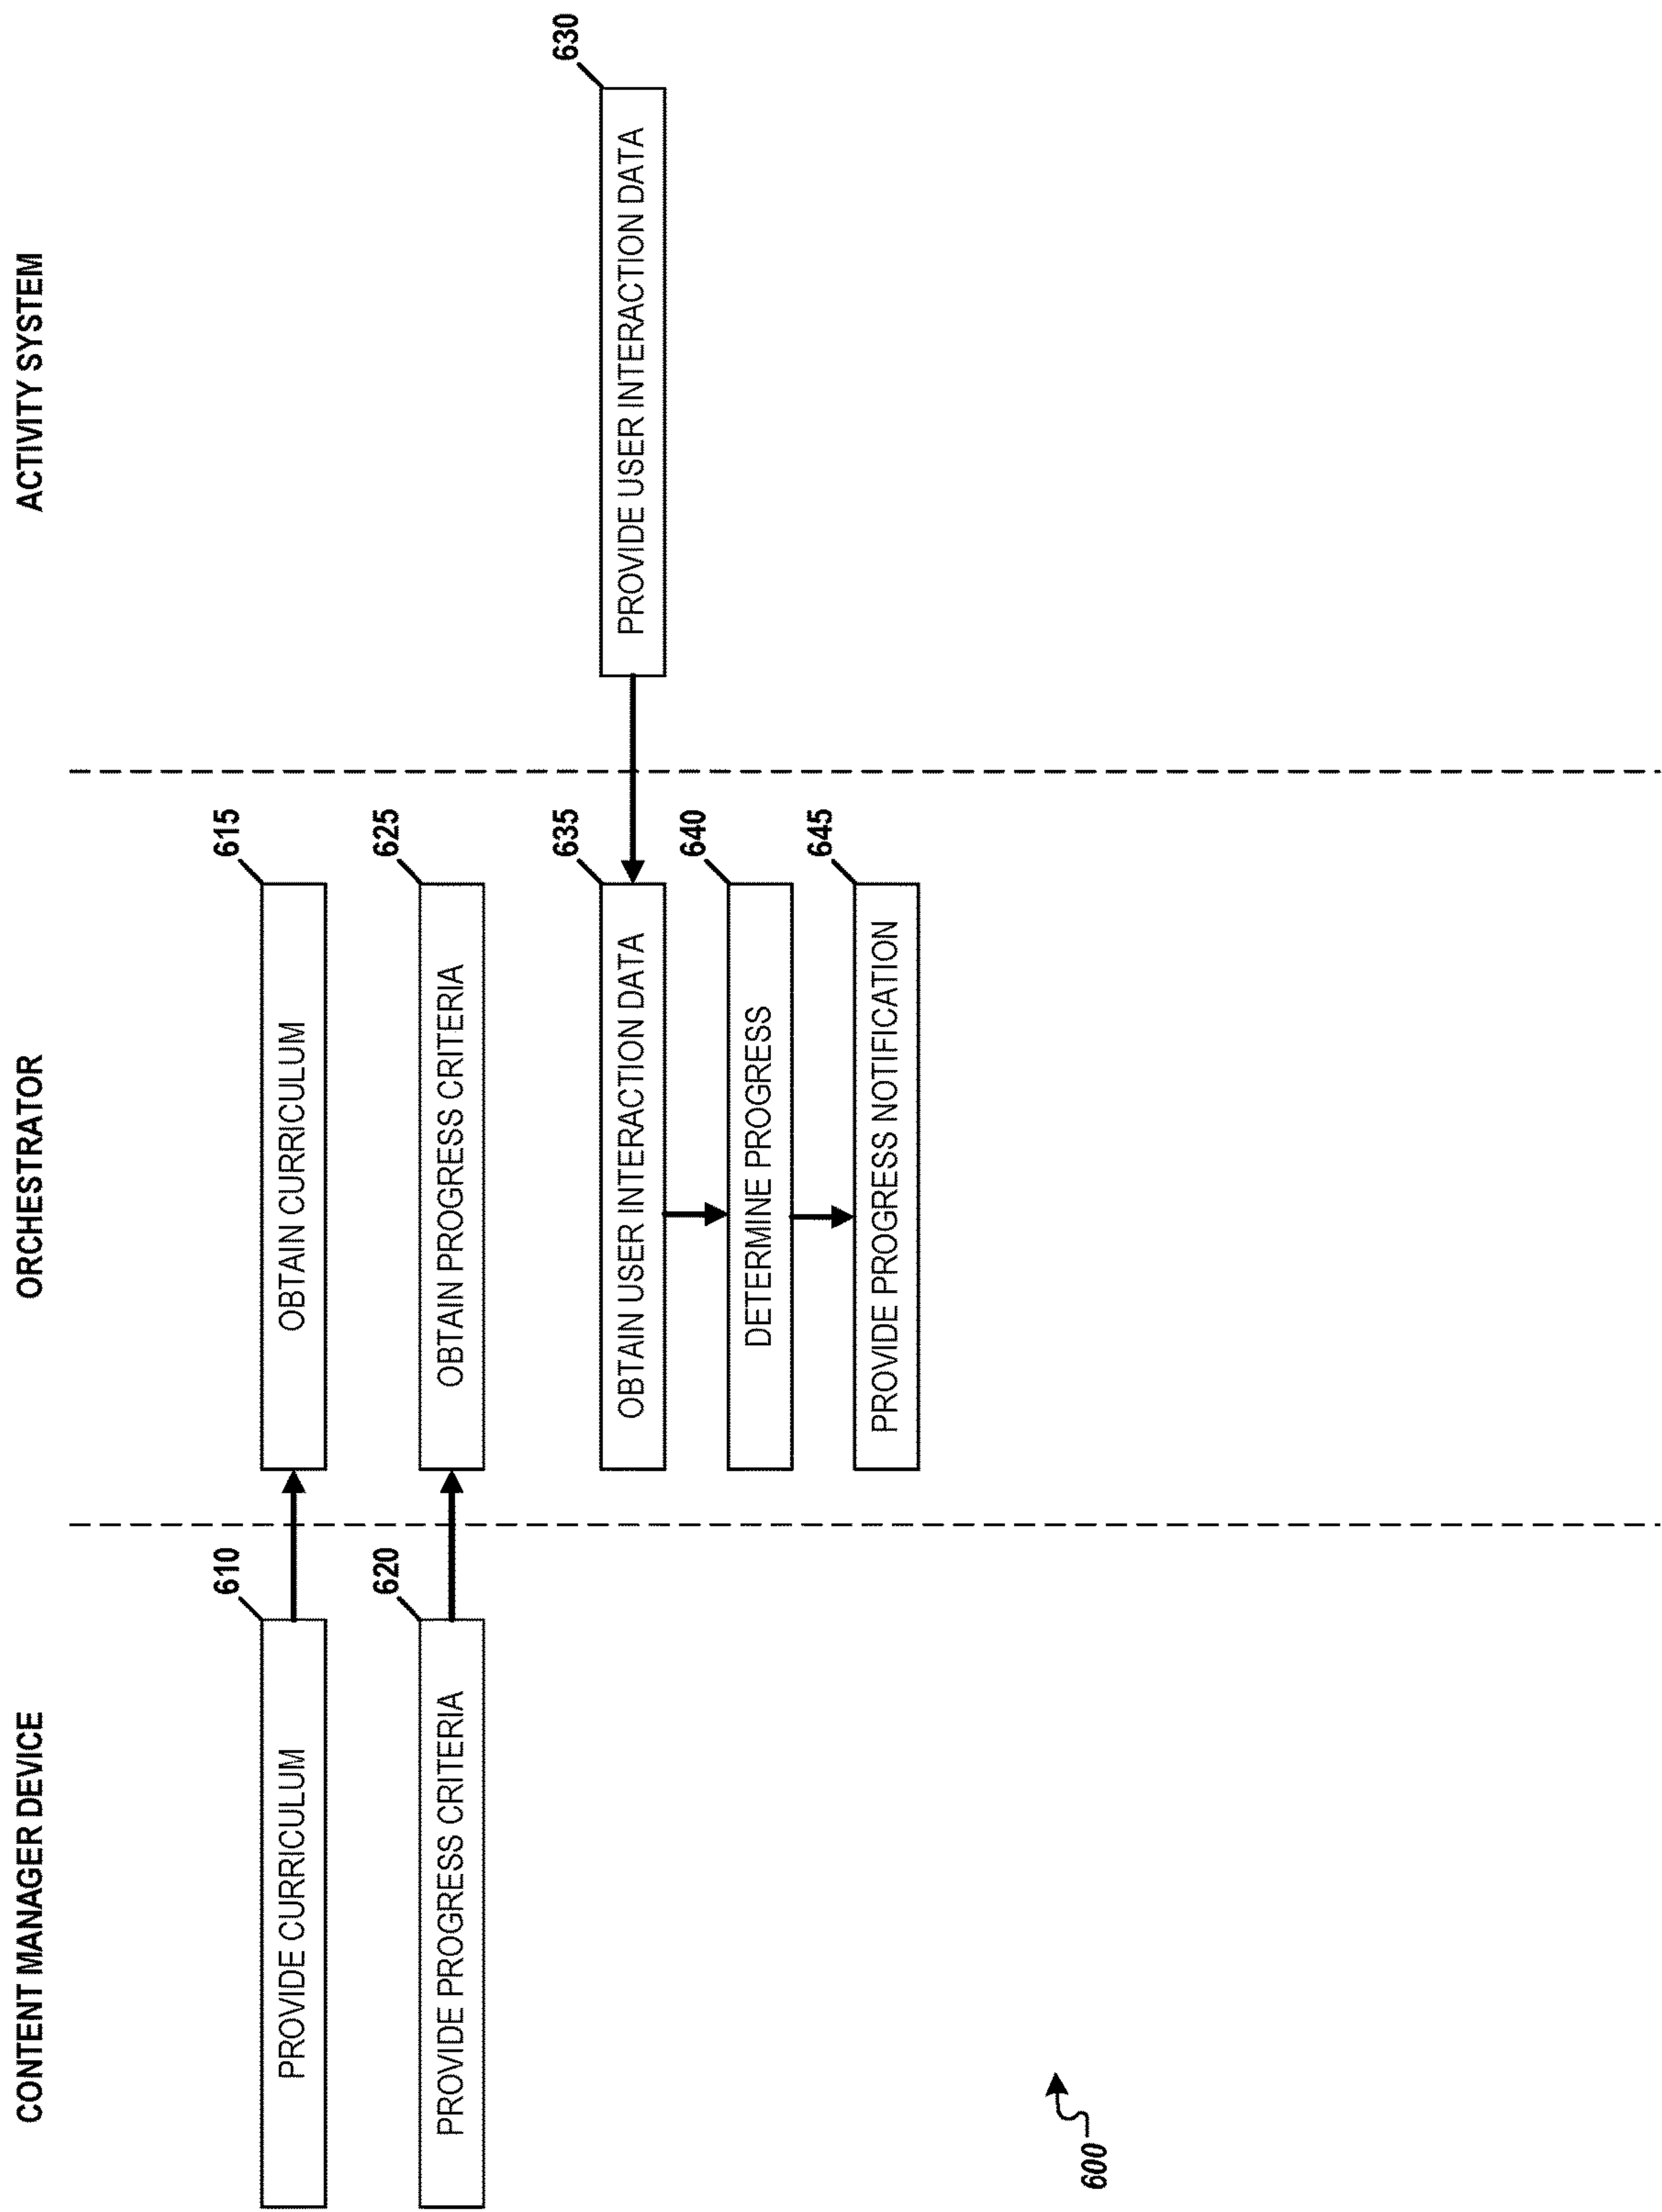 CONTENT MANAGER DEVICE
ORCHESTRATOR
ACTIVITY SYSTEM
610
PROVIDE CURRICULUM
615
OBTAIN CURRICULUM
620
PROVIDE PROGRESS CRITERIA
625
OBTAIN PROGRESS CRITERIA
630
PROVIDE USER INTERACTION DATA
635
OBTAIN USER INTERACTION DATA
640
DETERMINE PROGRESS
645
PROVIDE PROGRESS NOTIFICATION
600